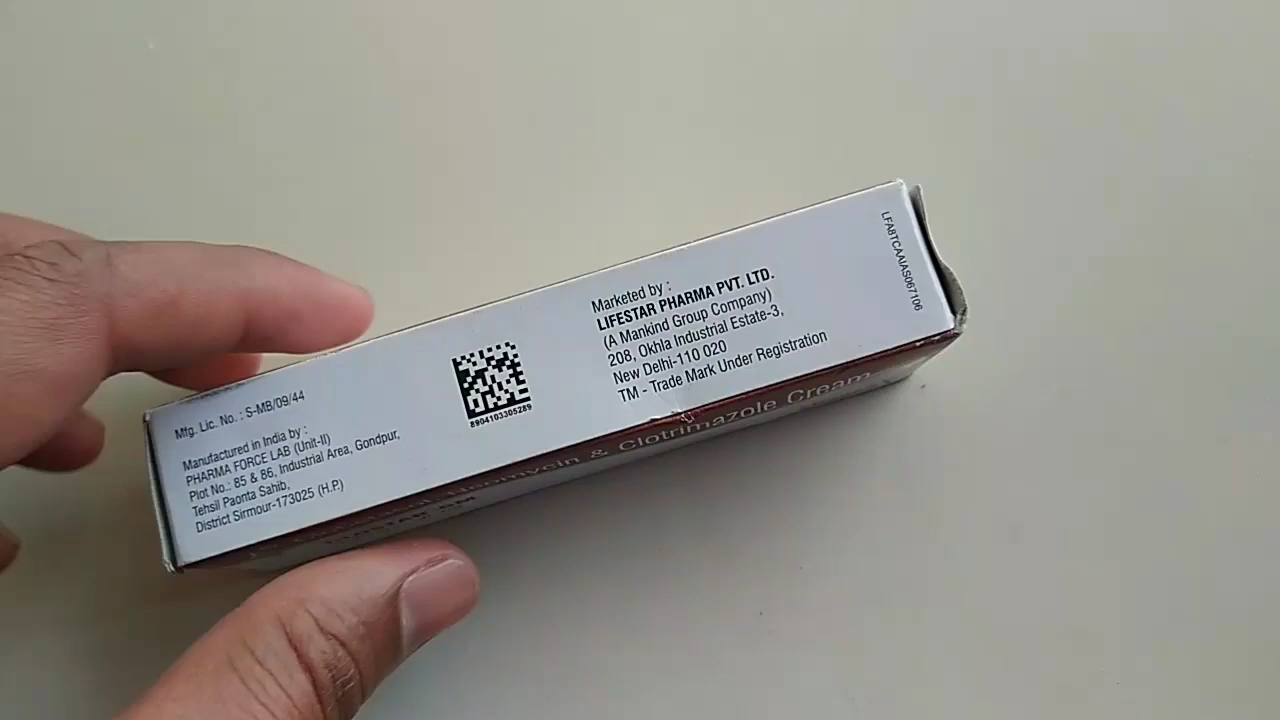 Mfg. Lic. No. : S-MB/09/44
Manufactured in India by :
PHARMA FORCE LAB (Unit-II)
Plot No.: 85 & 86, Industrial Area, Gondpur,
Tehsil Paonta Sahib,
District Sirmour-173025 (H.P.)
8904103305289
Marketed by :
LIFESTAR PHARMA PVT. LTD.
(A Mankind Group Company)
208, Okhla Industrial Estate-3,
New Delhi-110 020
TM - Trade Mark Under Registration
LFA8TCAAIAS067106
& Clotrimazole Cream